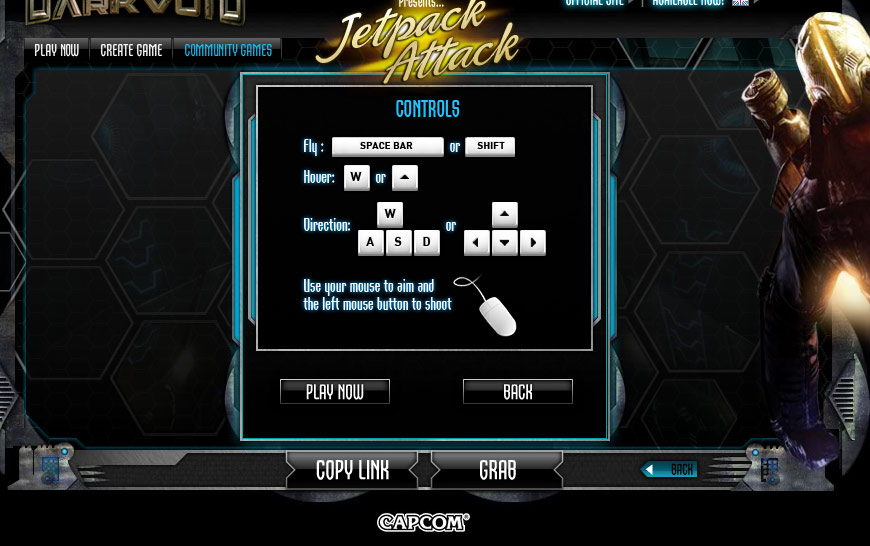 DARKVOID
Presents...
OFFICIAL SITE | AVAILABLE NOW!
Jetpack
Attack
PLAY NOW CREATE GAME COMMUNITY GAMES
CONTROLS
Fly : SPACE BAR or SHIFT
Hover: W or
W
Direction: or
A S D
Use your mouse to aim and
the left mouse button to shoot
PLAY NOW BACK
COPY LINK GRAB BACK
CAPCOM®